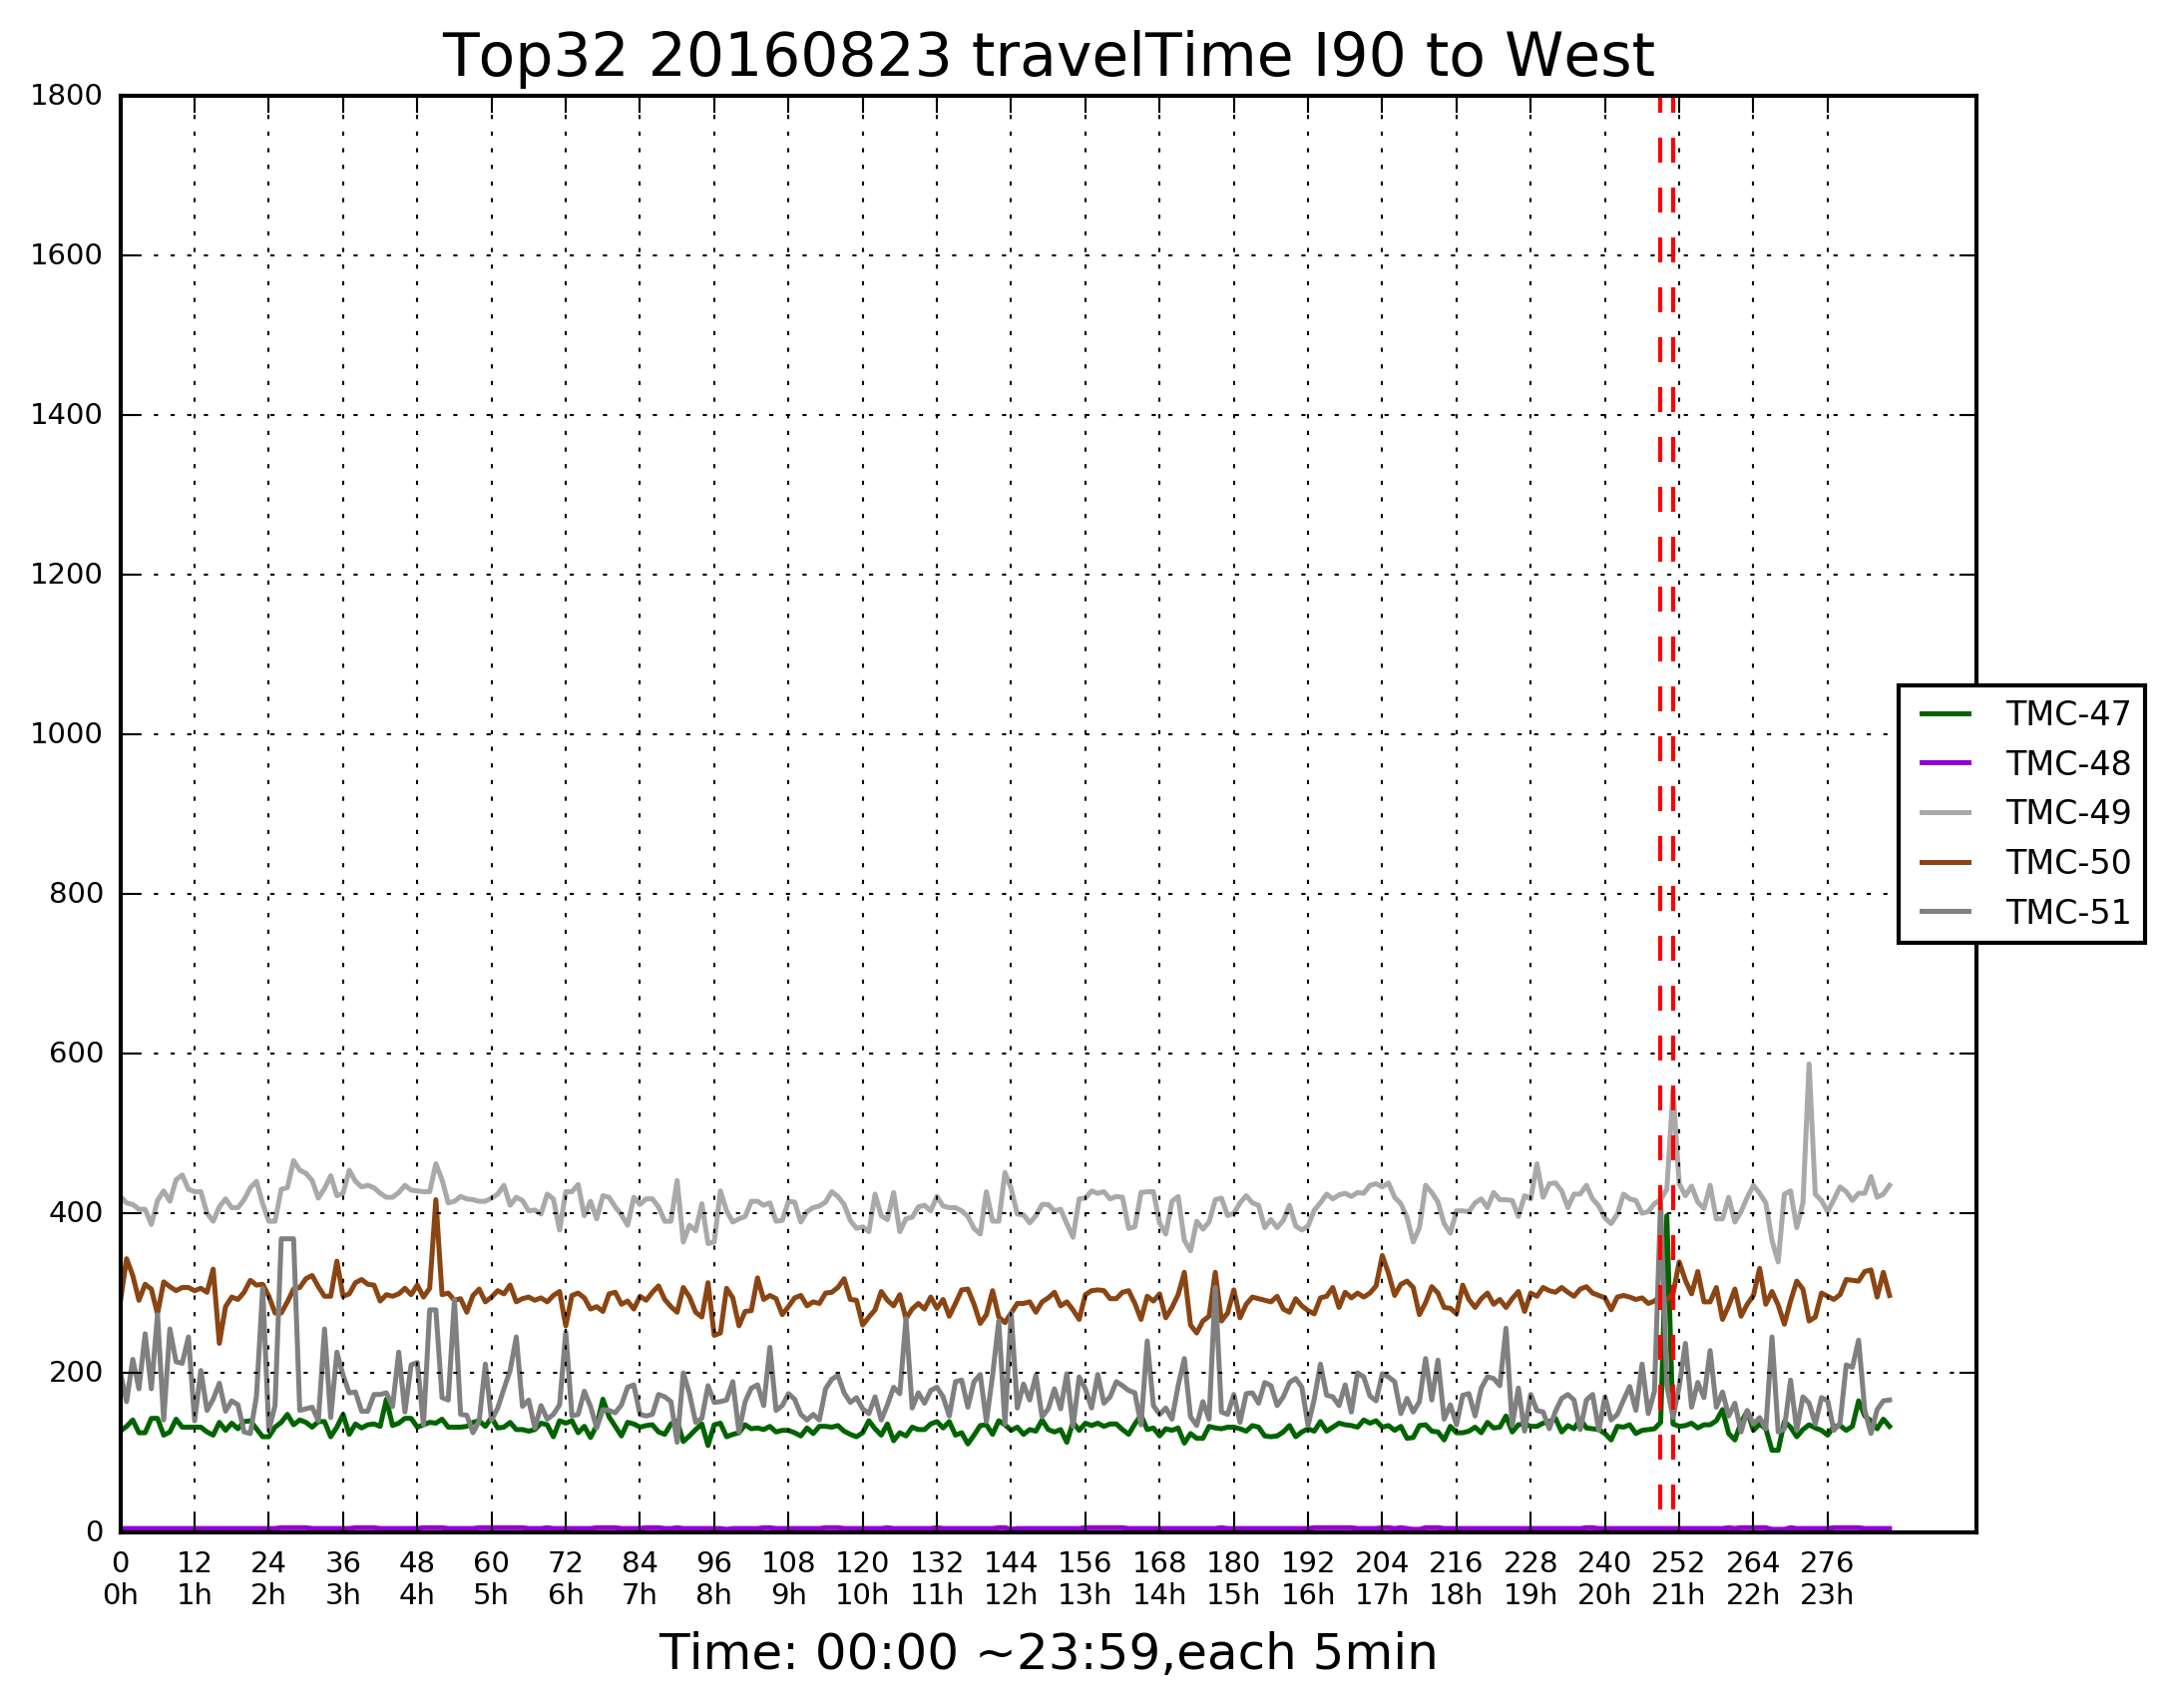 Top32 20160823 travelTime I90 to West
1800
1600
1400
1200
1000
800
600
400
200
0
TMC-47
TMC-48
TMC-49
TMC-50
TMC-51
0 12 24 36 48 60 72 84 96 108 120 132 144 156 168 180 192 204 216 228 240 252 264 276
0h 1h 2h 3h 4h 5h 6h 7h 8h 9h 10h 11h 12h 13h 14h 15h 16h 17h 18h 19h 20h 21h 22h 23h
Time: 00:00 ~23:59,each 5min